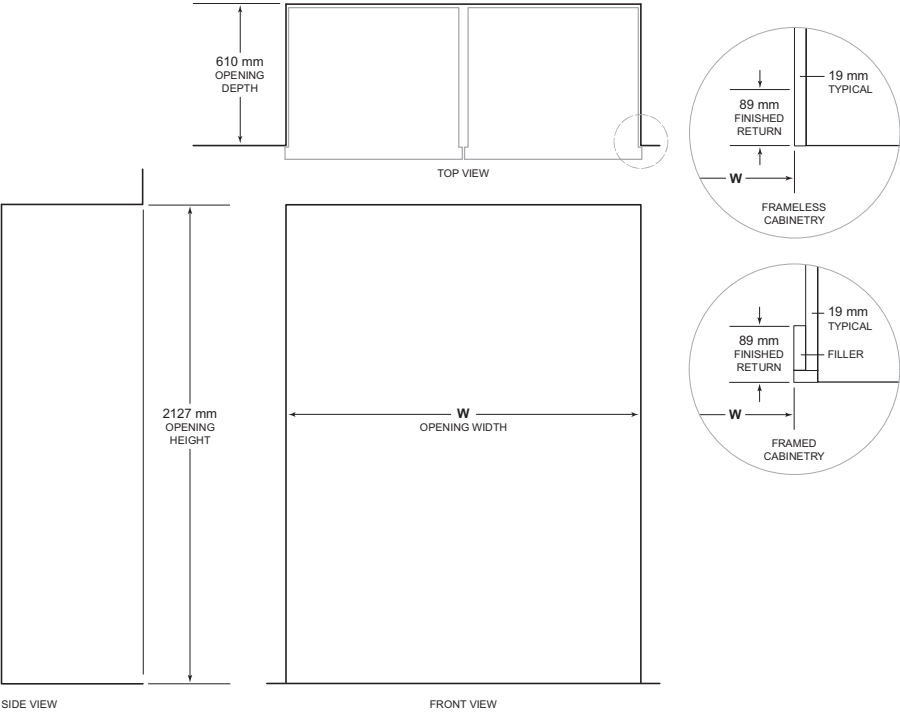 610 mm
OPENING
DEPTH
TOP VIEW
19 mm
TYPICAL
89 mm
FINISHED
RETURN
W
FRAMELESS
CABINETRY
19 mm
TYPICAL
89 mm
FINISHED
RETURN
FILLER
W
FRAMED
CABINETRY
2127 mm
OPENING
HEIGHT
W
OPENING WIDTH
SIDE VIEW
FRONT VIEW